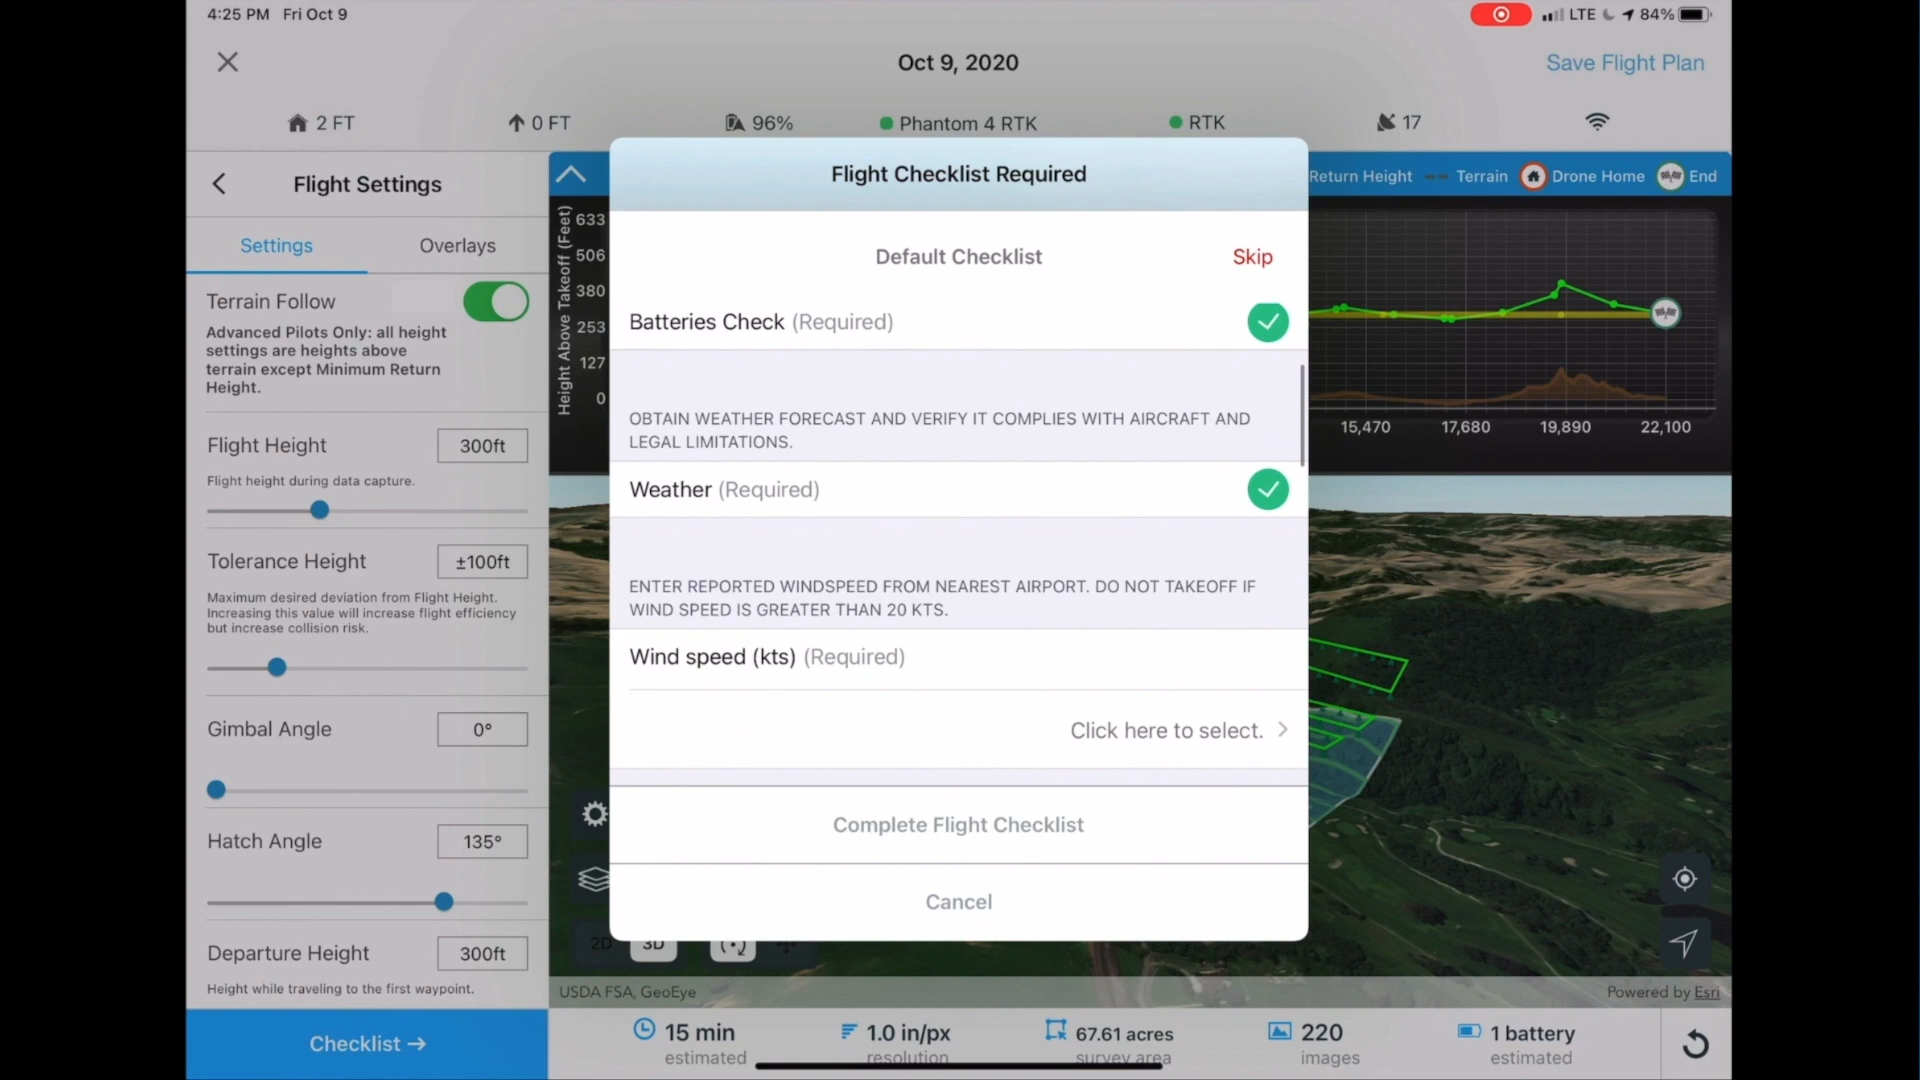 4:25 PM Fri Oct 9
LTE 84%
Oct 9, 2020
Save Flight Plan
2 FT
0 FT
96%
Phantom 4 RTK
RTK
17
Flight Settings
Settings
Overlays
Terrain Follow
Advanced Pilots Only: all height
settings are heights above
terrain except Minimum Return
Height.
Flight Height
300ft
Flight height during data capture.
Tolerance Height
±100ft
Maximum desired deviation from Flight Height.
Increasing this value will increase flight efficiency
but increase collision risk.
Gimbal Angle
0°
Hatch Angle
135°
Departure Height
300ft
Height while traveling to the first waypoint.
Checklist →
Return Height
Terrain
Drone Home
End
Height Above Takeoff (Feet)
633
506
380
253
127
0
15,470
17,680
19,890
22,100
Flight Checklist Required
Default Checklist
Skip
Batteries Check (Required)
OBTAIN WEATHER FORECAST AND VERIFY IT COMPLIES WITH AIRCRAFT AND
LEGAL LIMITATIONS.
Weather (Required)
ENTER REPORTED WINDSPEED FROM NEAREST AIRPORT. DO NOT TAKEOFF IF
WIND SPEED IS GREATER THAN 20 KTS.
Wind speed (kts) (Required)
Click here to select.
Complete Flight Checklist
Cancel
2D
3D
USDA FSA, GeoEye
Powered by Esri
15 min
estimated
1.0 in/px
resolution
67.61 acres
survey area
220
images
1 battery
estimated